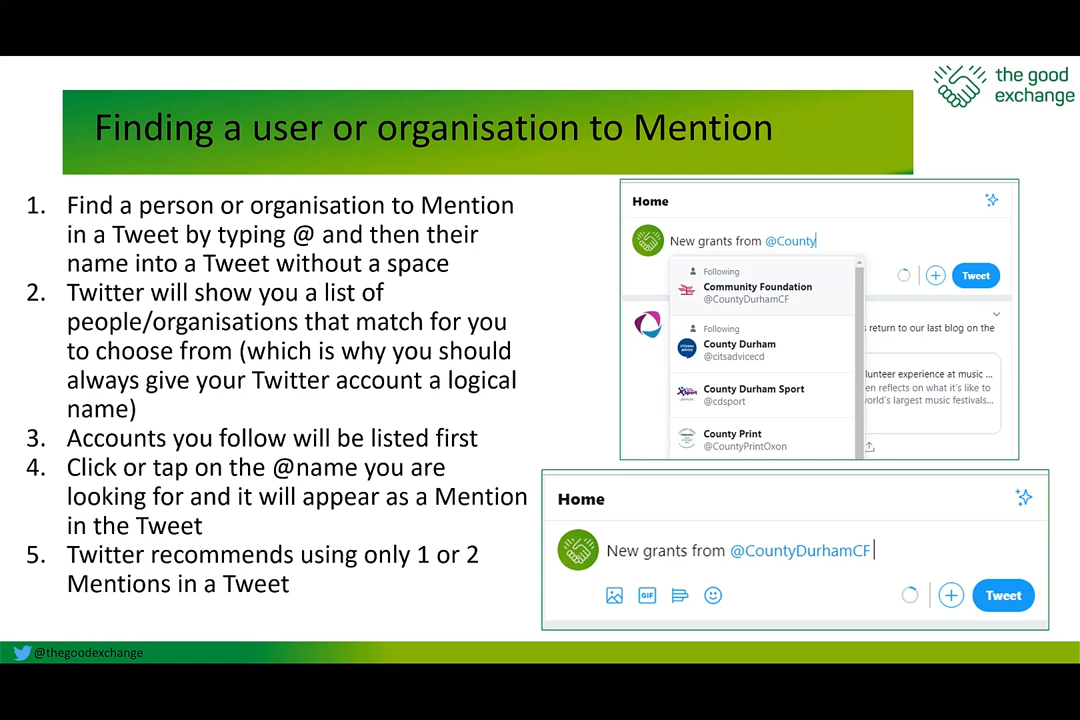 the good
exchange
Finding a user or organisation to Mention
1. Find a person or organisation to Mention
in a Tweet by typing @ and then their
name into a Tweet without a space
2. Twitter will show you a list of
people/organisations that match for you
to choose from (which is why you should
always give your Twitter account a logical
name)
3. Accounts you follow will be listed first
4. Click or tap on the @name you are
looking for and it will appear as a Mention
in the Tweet
5. Twitter recommends using only 1 or 2
Mentions in a Tweet
Home
New grants from @County
Tweet
Following
Community Foundation
@CountyDurhamCF
Following
County Durham
@citsadvicecd
County Durham Sport
@cdsport
County Print
@CountyPrintOxon
return to our last blog on the
unteer experience at music ...
en reflects on what it's like to
orld's largest music festivals...
Home
New grants from @CountyDurhamCF
GIF
Tweet
@thegoodexchange